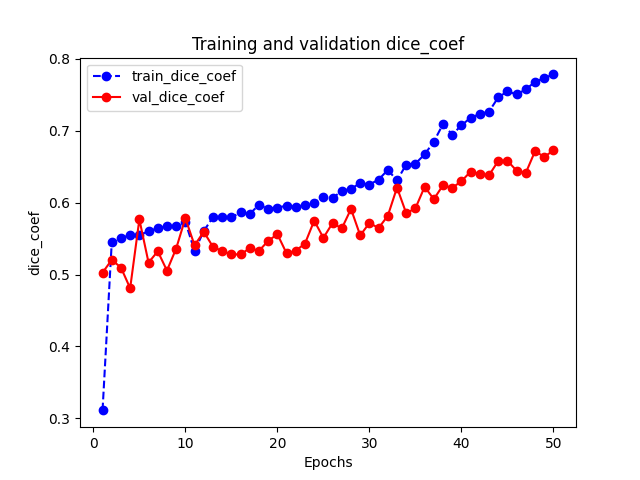 Training and validation dice_coef
train_dice_coef
val_dice_coef
dice_coef
0.8
0.7
0.6
0.5
0.4
0.3
0 10 20 30 40 50
Epochs